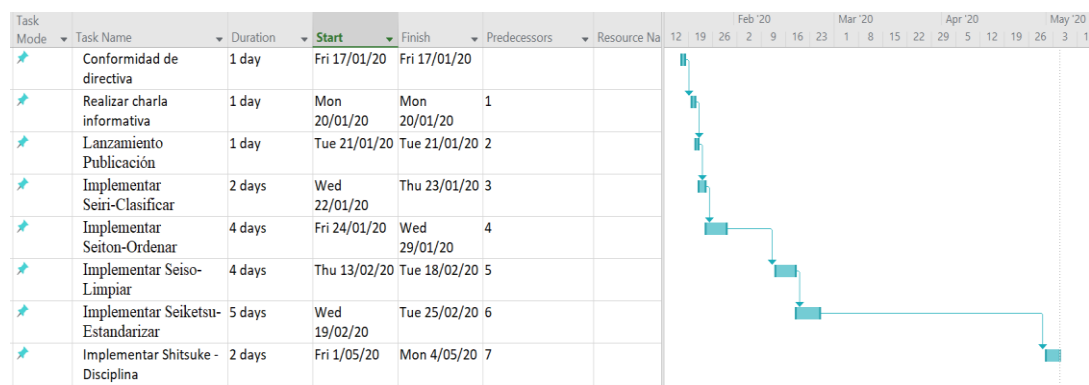 Task Mode Task Name Duration Start Finish Predecessors Resource Na
Feb '20 Mar '20 Apr '20 May '20
12 19 26 2 9 16 23 1 8 15 22 29 5 12 19 26 3 1
Conformidad de directiva 1 day Fri 17/01/20 Fri 17/01/20
Realizar charla informativa 1 day Mon 20/01/20 Mon 20/01/20 1
Lanzamiento Publicación 1 day Tue 21/01/20 Tue 21/01/20 2
Implementar Seiri-Clasificar 2 days Wed 22/01/20 Thu 23/01/20 3
Implementar Seiton-Ordenar 4 days Fri 24/01/20 Wed 29/01/20 4
Implementar Seiso-Limpiar 4 days Thu 13/02/20 Tue 18/02/20 5
Implementar Seiketsu-Estandarizar 5 days Wed 19/02/20 Tue 25/02/20 6
Implementar Shitsuke - Disciplina 2 days Fri 1/05/20 Mon 4/05/20 7